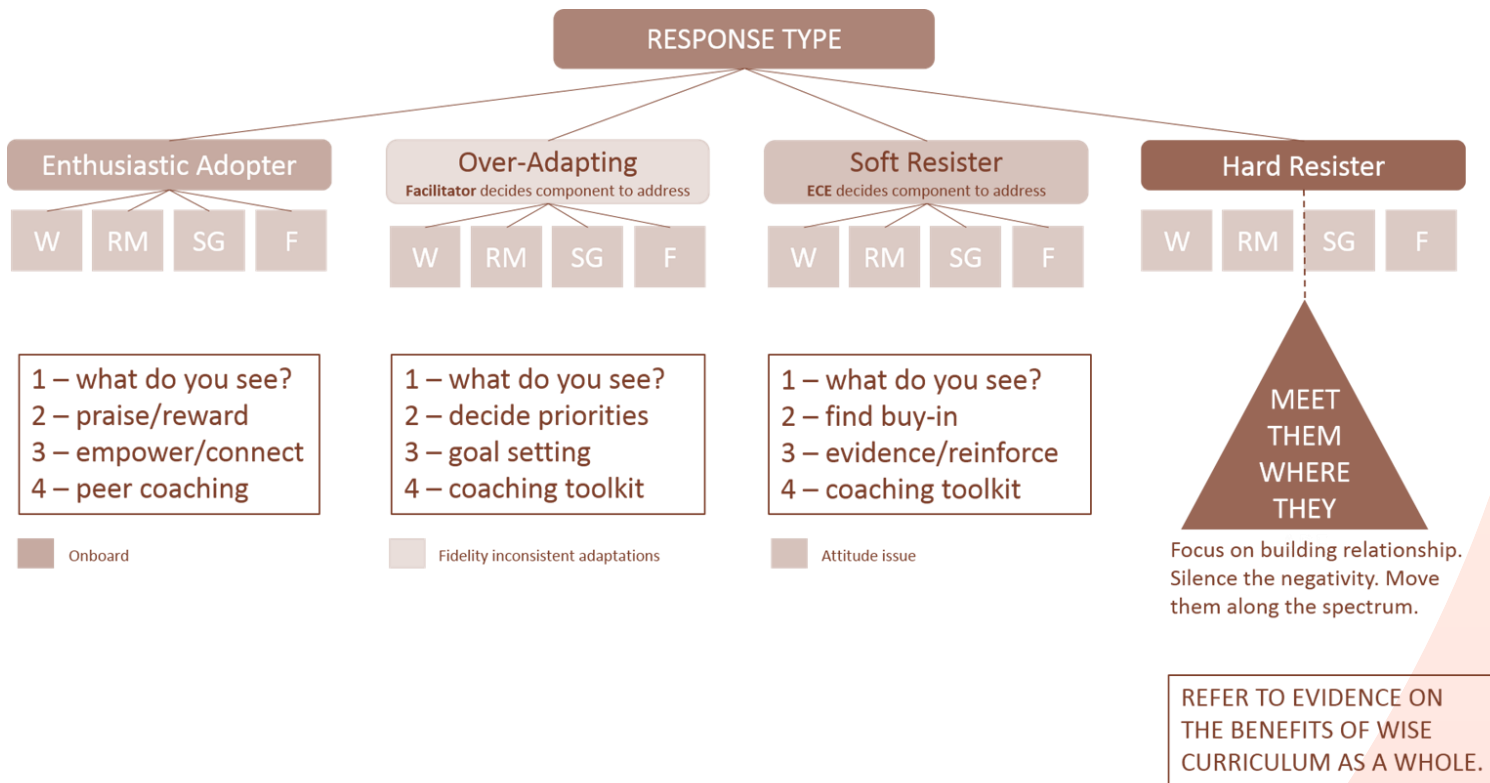 RESPONSE TYPE
Enthusiastic Adopter
W RM SG F
1 – what do you see?
2 – praise/reward
3 – empower/connect
4 – peer coaching
Onboard
Over-Adapting
Facilitator decides component to address
W RM SG F
1 – what do you see?
2 – decide priorities
3 – goal setting
4 – coaching toolkit
Fidelity inconsistent adaptations
Soft Resister
ECE decides component to address
W RM SG F
1 – what do you see?
2 – find buy-in
3 – evidence/reinforce
4 – coaching toolkit
Attitude issue
Hard Resister
W RM SG F
MEET
THEM
WHERE
THEY
Focus on building relationship.
Silence the negativity. Move
them along the spectrum.
REFER TO EVIDENCE ON
THE BENEFITS OF WISE
CURRICULUM AS A WHOLE.